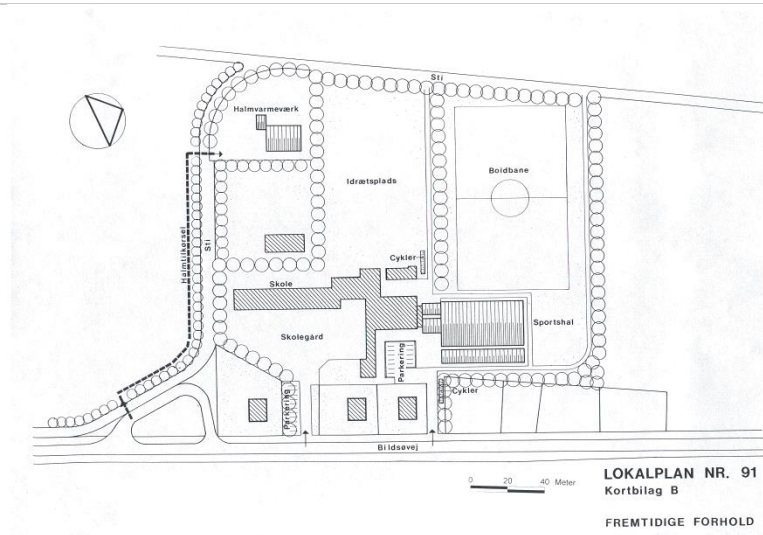 Sti
Halmvarmeværk
Idrætsplads
Boldbane
Halmtilkørsel
Sti
Cykler
Skole
Skolegård
Sportshal
Parkering
Parkering
Cykler
Bildsøvej
0 20 40 Meter
LOKALPLAN NR. 91
Kortbilag B
FREMTIDIGE FORHOLD